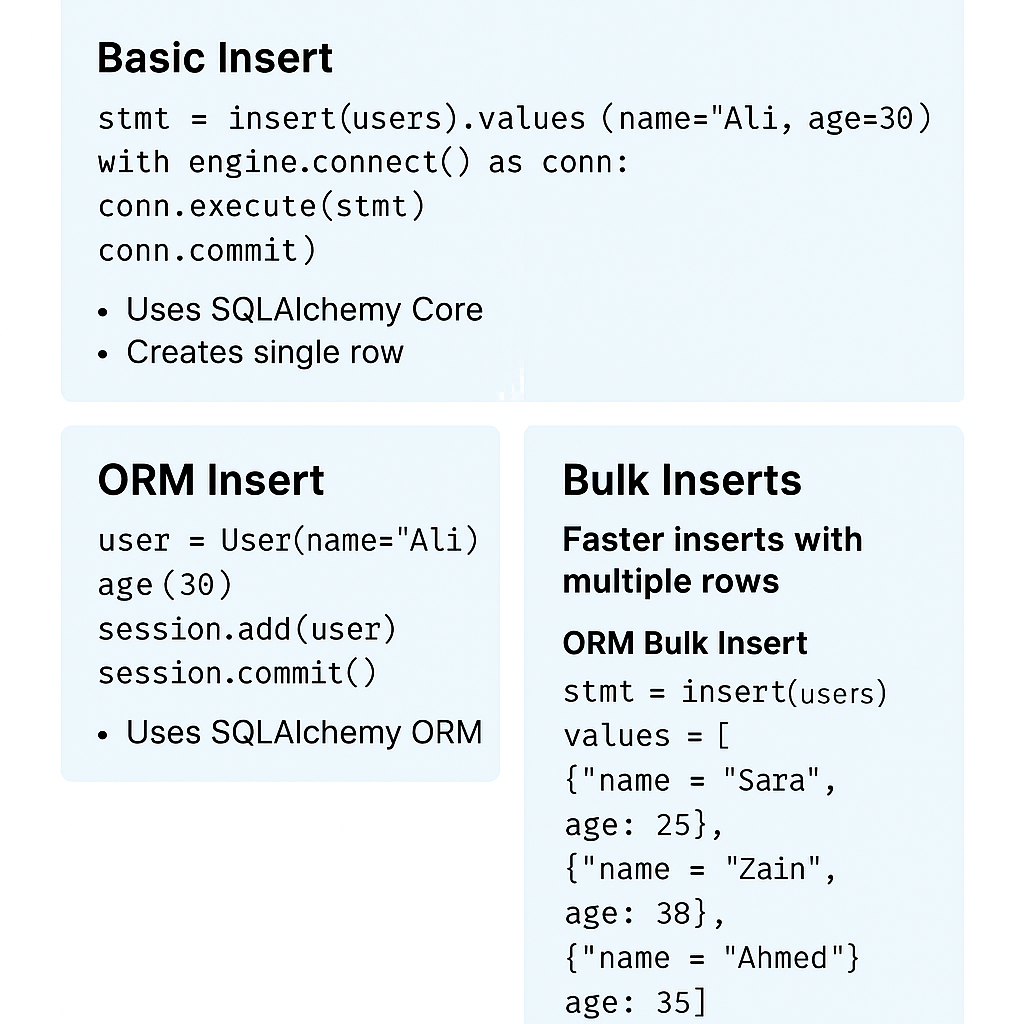 Basic Insert
stmt = insert(users).values (name="Ali, age=30)
with engine.connect() as conn:
conn.execute(stmt)
conn.commit)
• Uses SQLAlchemy Core
• Creates single row
ORM Insert
user = User(name="Ali)
age (30)
session.add(user)
session.commit()
• Uses SQLAlchemy ORM
Bulk Inserts
Faster inserts with
multiple rows
ORM Bulk Insert
stmt = insert(users)
values = [
{"name = "Sara",
age: 25},
{"name = "Zain",
age: 38},
{"name = "Ahmed"}
age: 35]